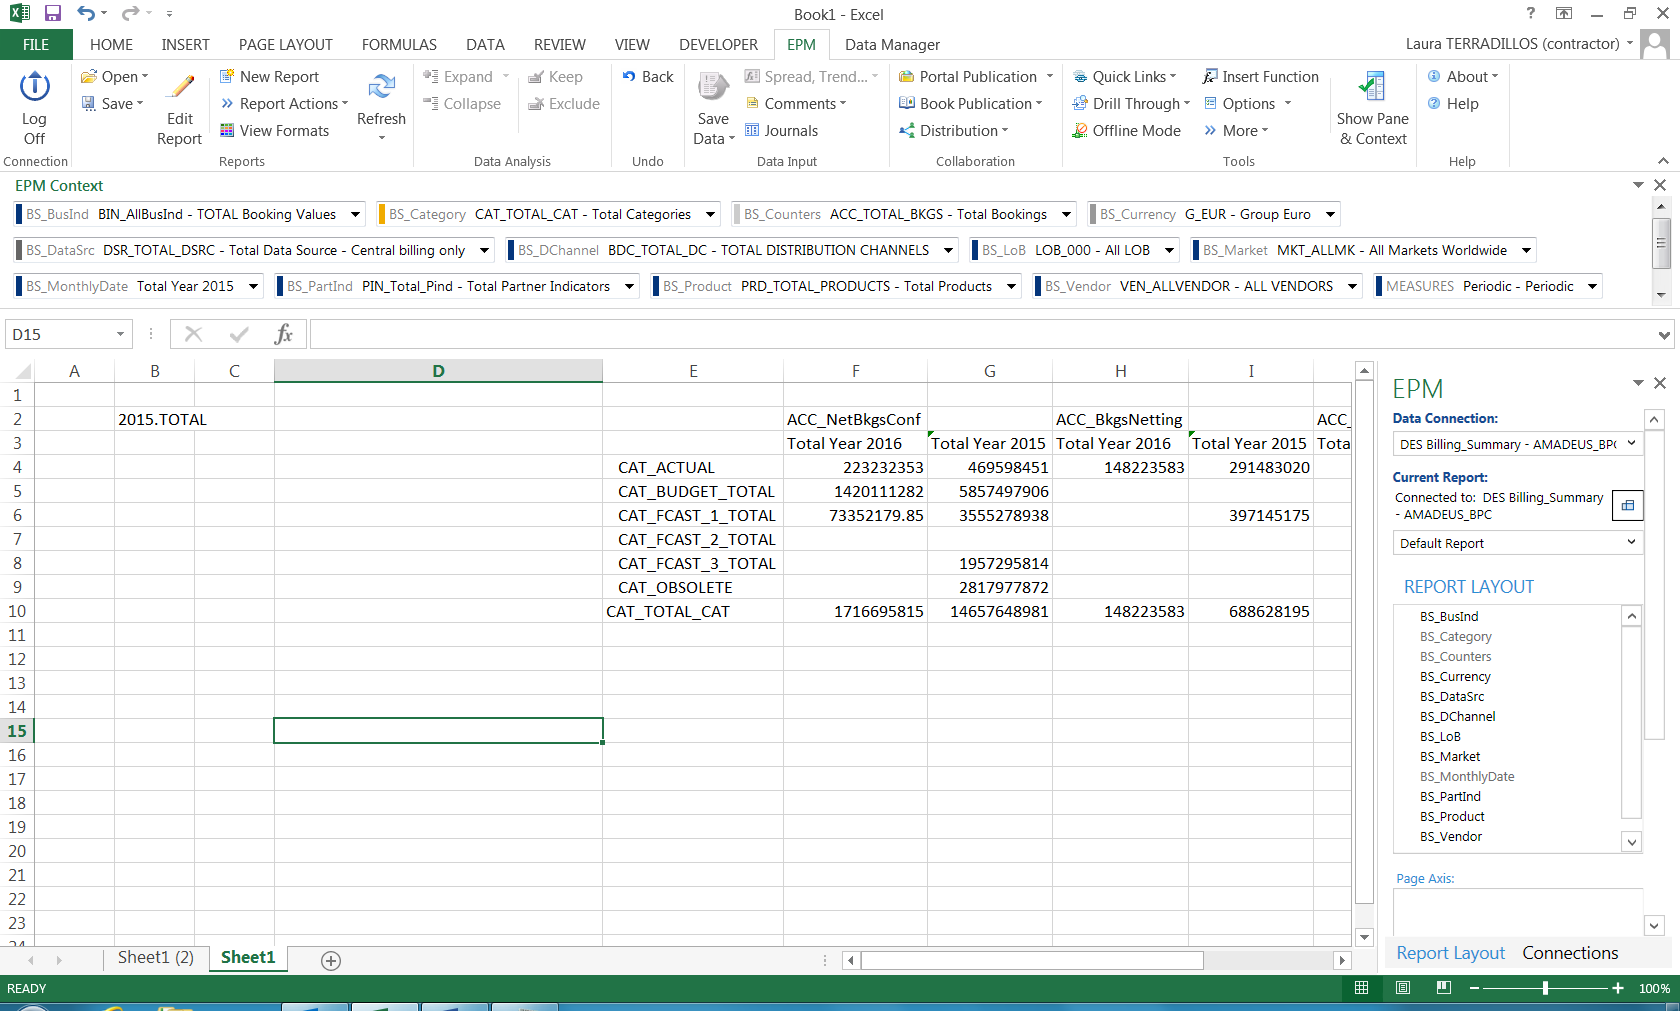 Book1 - Excel
?
FILE HOME INSERT PAGE LAYOUT FORMULAS DATA REVIEW VIEW DEVELOPER EPM Data Manager Laura TERRADILLOS (contractor)
Log Off
Connection
Open
Save
Edit Report
New Report
Report Actions
View Formats
Refresh
Reports
Expand
Collapse
Keep
Exclude
Data Analysis
Back
Undo
Save Data
Spread, Trend...
Comments
Journals
Data Input
Portal Publication
Book Publication
Distribution
Collaboration
Quick Links
Drill Through
Offline Mode
Insert Function
Options
More
Tools
Show Pane & Context
About
Help
Help
EPM Context
BS_BusInd BIN_AllBusInd - TOTAL Booking Values BS_Category CAT_TOTAL_CAT - Total Categories BS_Counters ACC_TOTAL_BKGS - Total Bookings BS_Currency G_EUR - Group Euro
BS_DataSrc DSR_TOTAL_DSRC - Total Data Source - Central billing only BS_DChannel BDC_TOTAL_DC - TOTAL DISTRIBUTION CHANNELS BS_LoB LOB_000 - All LOB BS_Market MKT_ALLMK - All Markets Worldwide
BS_MonthlyDate Total Year 2015 BS_PartInd PIN_Total_Pind - Total Partner Indicators BS_Product PRD_TOTAL_PRODUCTS - Total Products BS_Vendor VEN_ALLVENDOR - ALL VENDORS MEASURES Periodic - Periodic
D15 fx
A B C D E F G H I
1
2 2015.TOTAL ACC_NetBkgsConf ACC_BkgsNetting ACC_
3 Total Year 2016 Total Year 2015 Total Year 2016 Total Year 2015 Tota
4 CAT_ACTUAL 223232353 469598451 148223583 291483020
5 CAT_BUDGET_TOTAL 1420111282 5857497906
6 CAT_FCAST_1_TOTAL 73352179.85 3555278938 397145175
7 CAT_FCAST_2_TOTAL
8 CAT_FCAST_3_TOTAL 1957295814
9 CAT_OBSOLETE 2817977872
10 CAT_TOTAL_CAT 1716695815 14657648981 148223583 688628195
11
12
13
14
15
16
17
18
19
20
21
22
23
24
EPM
Data Connection:
DES Billing_Summary - AMADEUS_BPC
Current Report:
Connected to: DES Billing_Summary
- AMADEUS_BPC
Default Report
REPORT LAYOUT
BS_BusInd
BS_Category
BS_Counters
BS_Currency
BS_DataSrc
BS_DChannel
BS_LoB
BS_Market
BS_MonthlyDate
BS_PartInd
BS_Product
BS_Vendor
Page Axis:
Report Layout Connections
Sheet1 (2) Sheet1
READY 100%